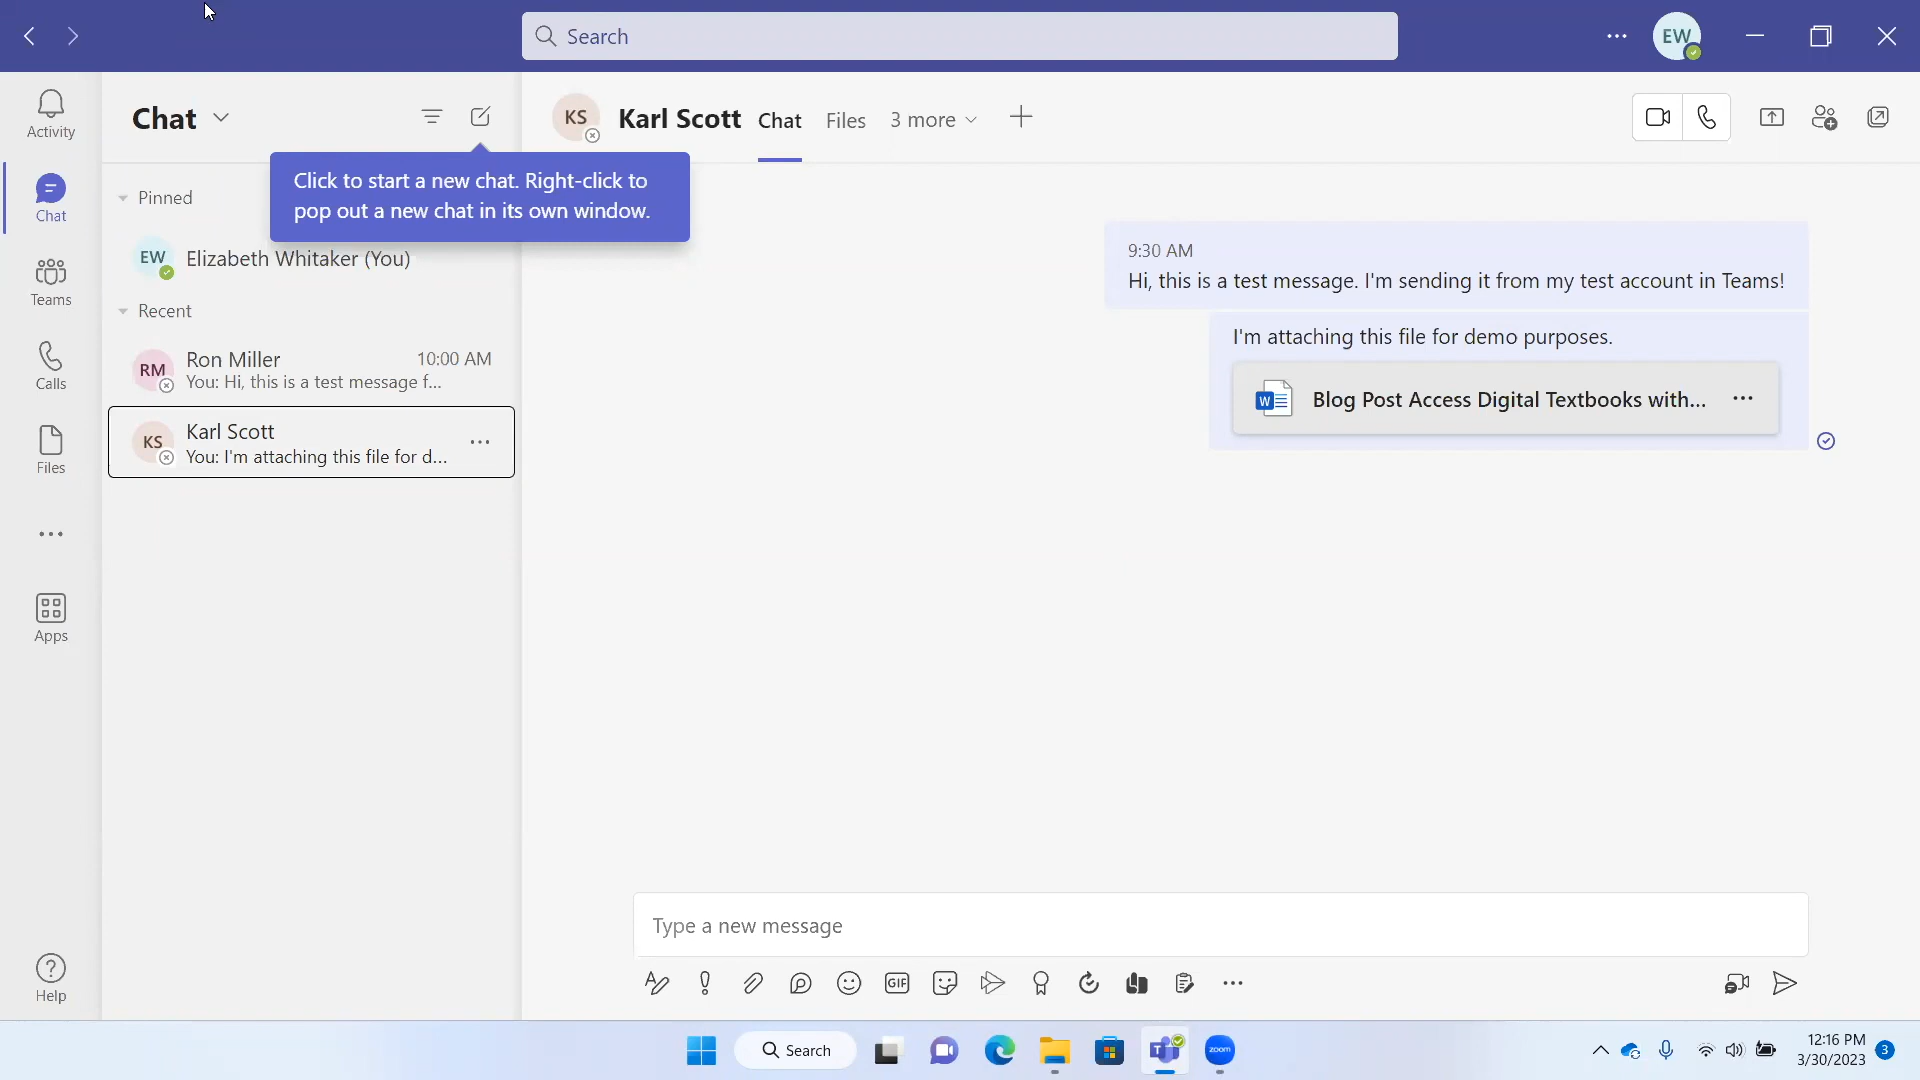 Search
EW
Activity
Chat
Teams
Calls
Files
Apps
Help
Chat
Click to start a new chat. Right-click to
pop out a new chat in its own window.
Pinned
EW Elizabeth Whitaker (You)
Recent
RM Ron Miller 10:00 AM
You: Hi, this is a test message f...
KS Karl Scott
You: I'm attaching this file for d...
KS Karl Scott Chat Files 3 more
9:30 AM
Hi, this is a test message. I'm sending it from my test account in Teams!
I'm attaching this file for demo purposes.
W Blog Post Access Digital Textbooks with...
Type a new message
GIF
Search
T
zoom
12:16 PM
3/30/2023
3